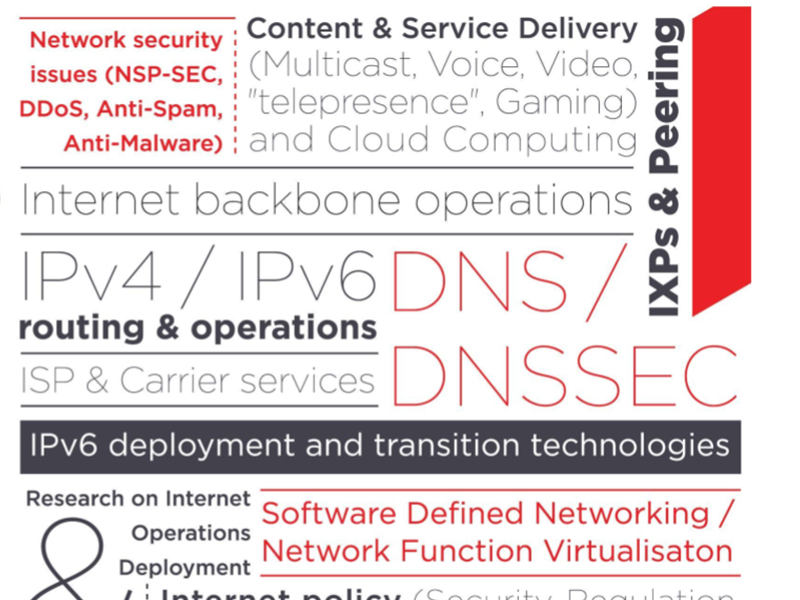 Network security
issues (NSP-SEC,
DDoS, Anti-Spam,
Anti-Malware)
Content & Service Delivery
(Multicast, Voice, Video,
"telepresence", Gaming)
and Cloud Computing
IXPs & Peering
Internet backbone operations
IPv4 / IPv6
routing & operations
DNS /
DNSSEC
ISP & Carrier services
IPv6 deployment and transition technologies
Research on Internet
Operations
Deployment
&
Software Defined Networking /
Network Function Virtualisaton
Internet policy (Security, Regulation